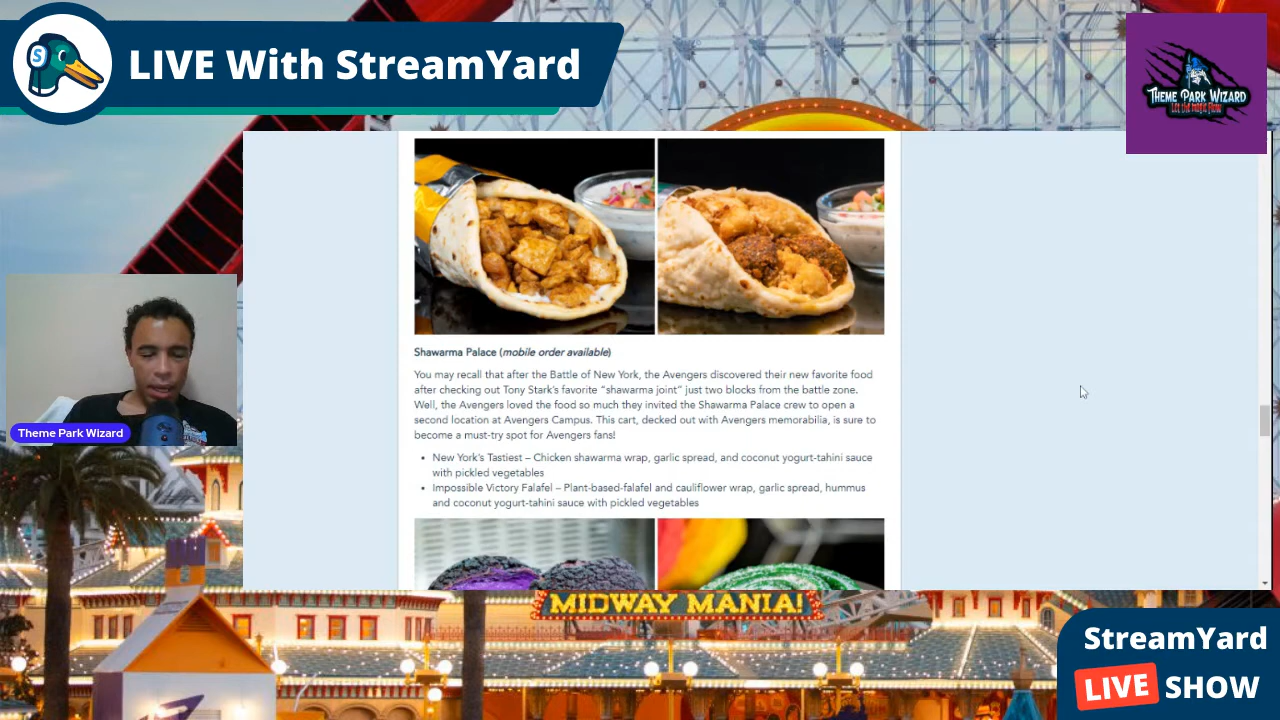 LIVE With StreamYard
THEME PARK WIZARD
Let the magic flow
Shawarma Palace (mobile order available)
You may recall that after the Battle of New York, the Avengers discovered their new favorite food
after checking out Tony Stark's favorite “shawarma joint” just two blocks from the battle zone.
Well, the Avengers loved the food so much they invited the Shawarma Palace crew to open a
second location at Avengers Campus. This cart, decked out with Avengers memorabilia, is sure to
become a must-try spot for Avengers fans!
• New York's Tastiest – Chicken shawarma wrap, garlic spread, and coconut yogurt-tahini sauce
with pickled vegetables
• Impossible Victory Falafel – Plant-based-falafel and cauliflower wrap, garlic spread, hummus
and coconut yogurt-tahini sauce with pickled vegetables
Theme Park Wizard
MIDWAY MANIA!
StreamYard
LIVE SHOW